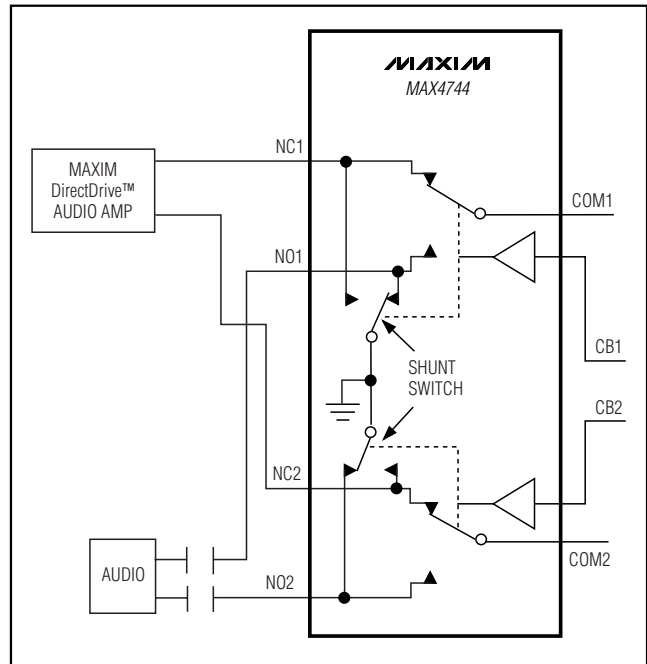 MAXIM
MAX4744
NC1
MAXIM
DirectDrive™
AUDIO AMP
COM1
NO1
CB1
SHUNT
SWITCH
CB2
NC2
COM2
AUDIO
NO2